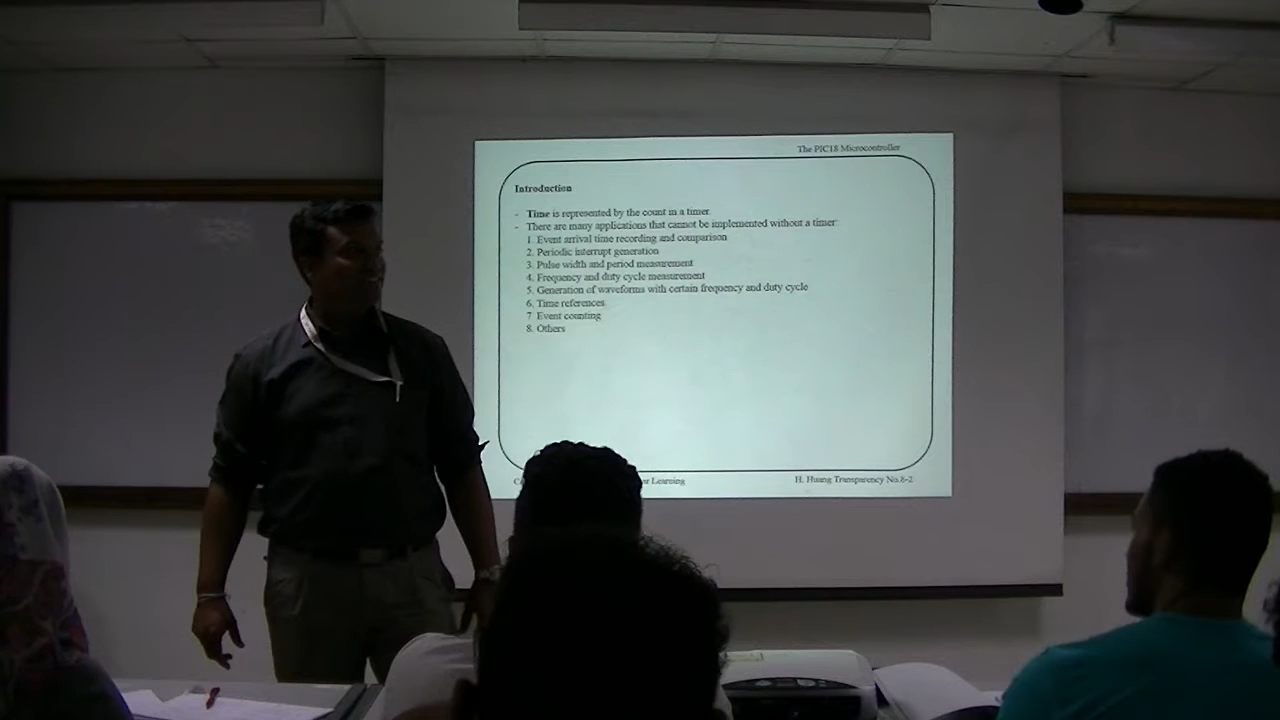 The PIC18 Microcontroller
Introduction
- Time is represented by the count in a timer.
- There are many applications that cannot be implemented without a timer:
1. Event arrival time recording and comparison
2. Periodic interrupt generation
3. Pulse width and period measurement
4. Frequency and duty cycle measurement
5. Generation of waveforms with certain frequency and duty cycle
6. Time references
7 Event counting
8. Others
Learning
H. Huang Transparency No.8-2